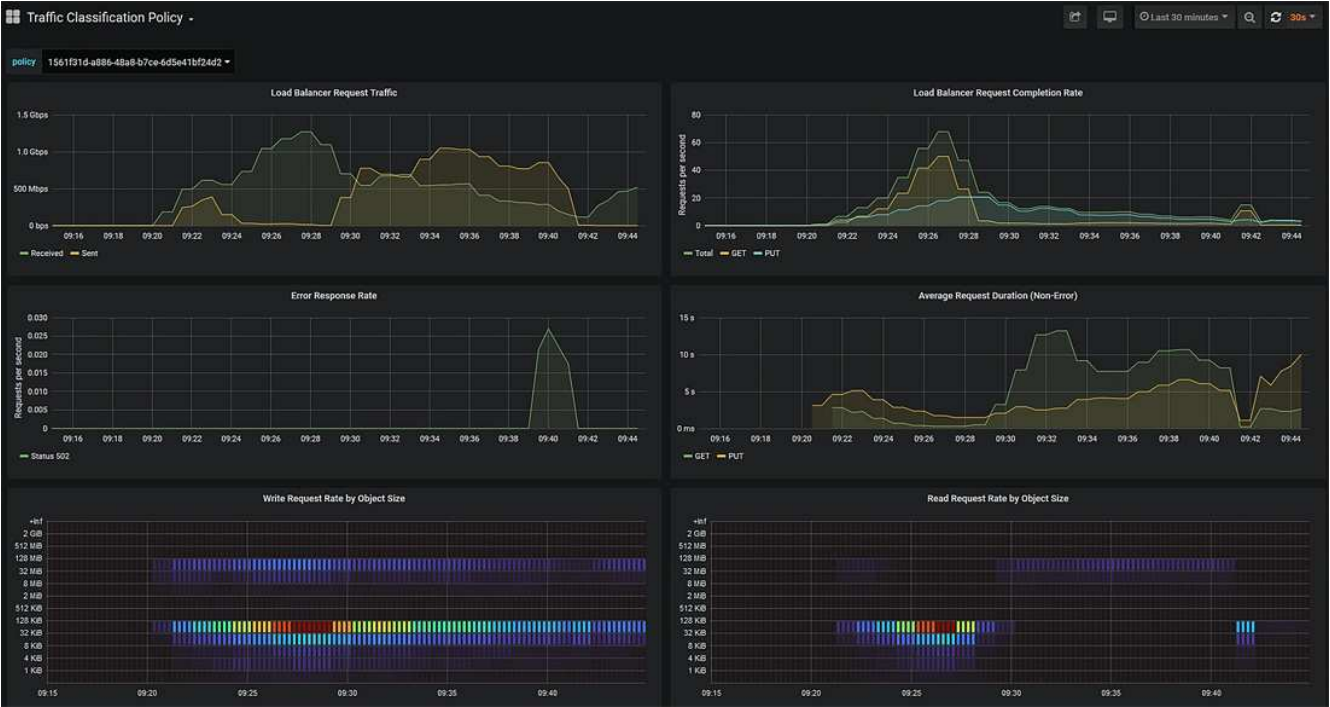 Traffic Classification Policy
Last 30 minutes 30s
policy 1561f31d-a886-48a8-b7ce-6d5e41bf24d2
Load Balancer Request Traffic
1.5 Gbps
1.0 Gbps
500 Mbps
0 bps
09:16 09:18 09:20 09:22 09:24 09:26 09:28 09:30 09:32 09:34 09:36 09:38 09:40 09:42 09:44
Received Sent
Load Balancer Request Completion Rate
Requests per second
80
60
40
20
0
09:16 09:18 09:20 09:22 09:24 09:26 09:28 09:30 09:32 09:34 09:36 09:38 09:40 09:42 09:44
Total GET PUT
Error Response Rate
Requests per second
0.030
0.025
0.020
0.015
0.010
0.005
0
09:16 09:18 09:20 09:22 09:24 09:26 09:28 09:30 09:32 09:34 09:36 09:38 09:40 09:42 09:44
Status 502
Average Request Duration (Non-Error)
15 s
10 s
5 s
0 ms
09:16 09:18 09:20 09:22 09:24 09:26 09:28 09:30 09:32 09:34 09:36 09:38 09:40 09:42 09:44
GET PUT
Write Request Rate by Object Size
+Inf
2 GiB
512 MiB
128 MiB
32 MiB
8 MiB
2 MiB
512 KiB
128 KiB
32 KiB
8 KiB
4 KiB
1 KiB
09:15 09:20 09:25 09:30 09:35 09:40
Read Request Rate by Object Size
+Inf
2 GiB
512 MiB
128 MiB
32 MiB
8 MiB
2 MiB
512 KiB
128 KiB
32 KiB
8 KiB
4 KiB
1 KiB
09:15 09:20 09:25 09:30 09:35 09:40